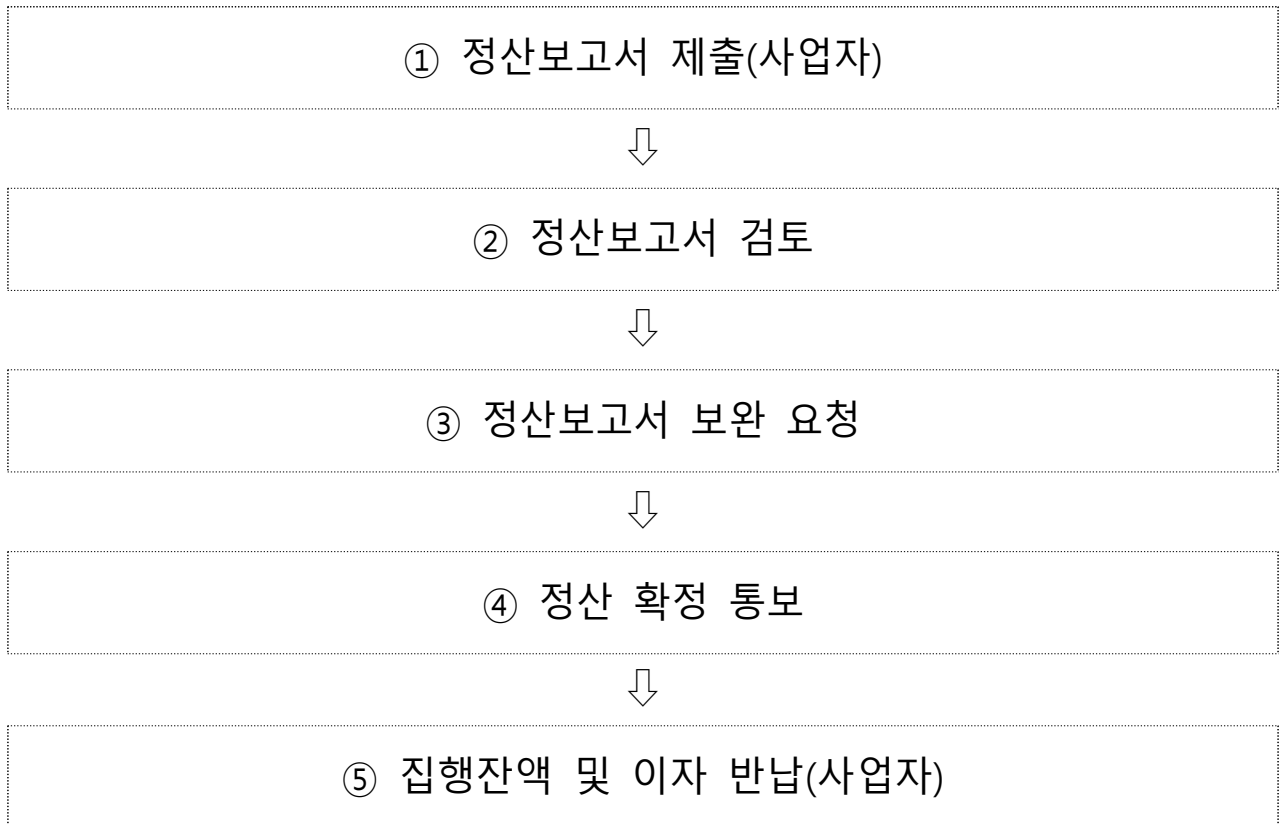 ① 정산보고서 제출(사업자)
⇩
② 정산보고서 검토
⇩
③ 정산보고서 보완 요청
⇩
④ 정산 확정 통보
⇩
⑤ 집행잔액 및 이자 반납(사업자)